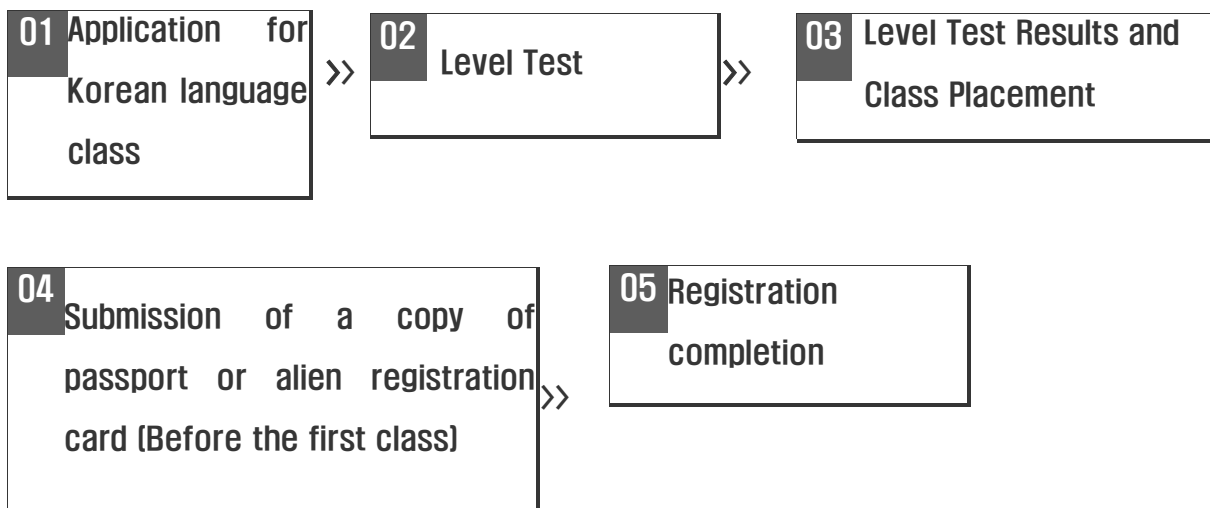 01 Application for
Korean language
class
»
02 Level Test
»
03 Level Test Results and
Class Placement
04
Submission of a copy of
passport or alien registration
card (Before the first class)
»
05 Registration
completion